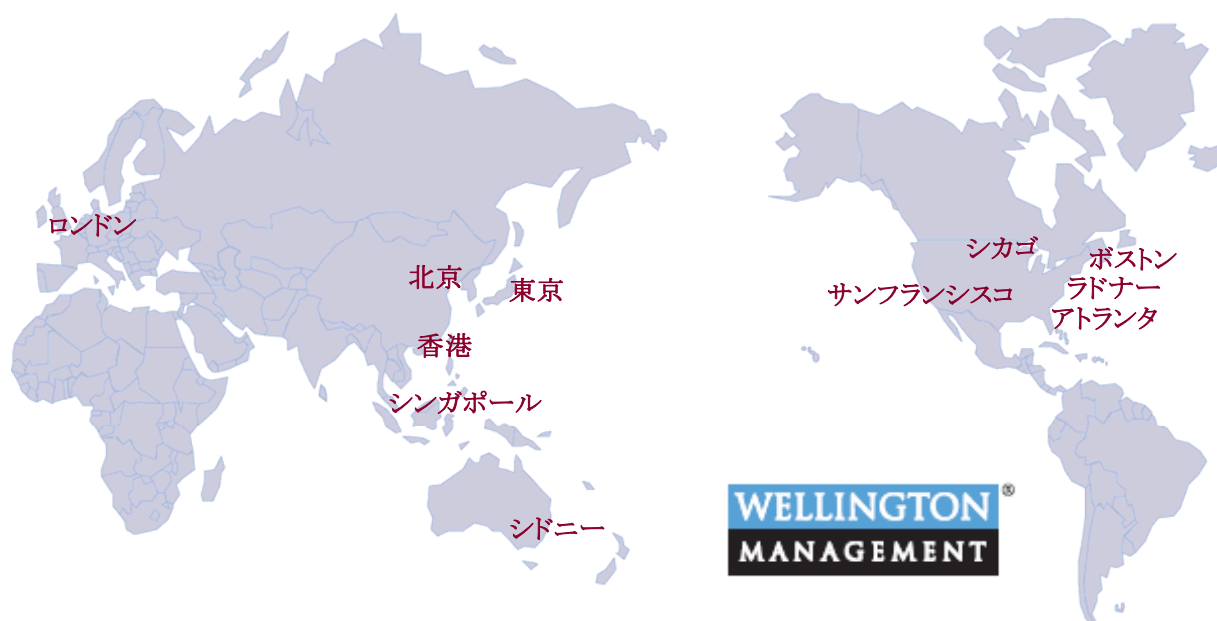 ロンドン
北京
東京
香港
シンガポール
シドニー
シカゴ
ボストン
サンフランシスコ
ラドナー
アトランタ
WELLINGTON
®
MANAGEMENT